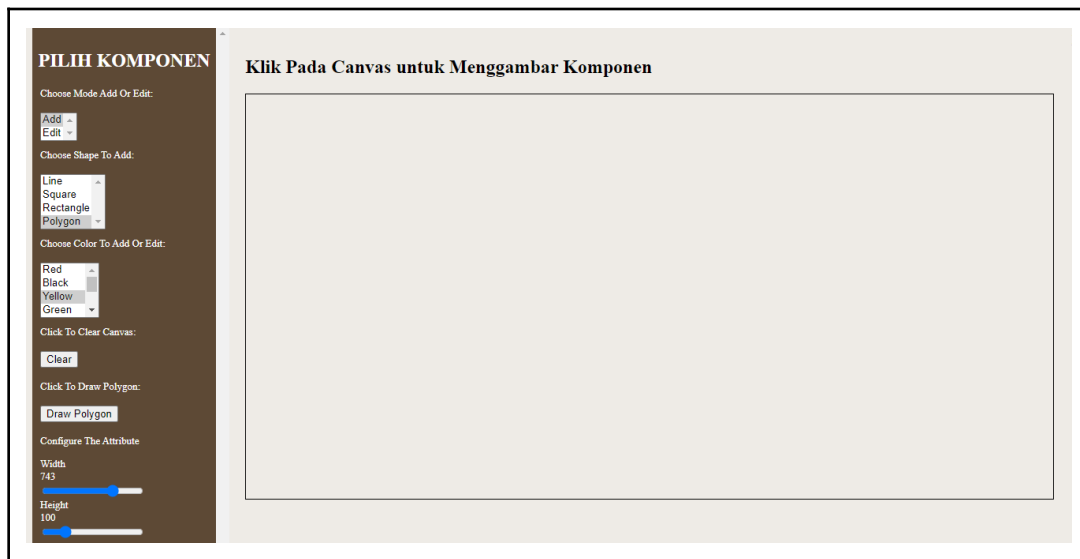 PILIH KOMPONEN
Choose Mode Add Or Edit:
Add
Edit
Choose Shape To Add:
Line
Square
Rectangle
Polygon
Choose Color To Add Or Edit:
Red
Black
Yellow
Green
Click To Clear Canvas:
Clear
Click To Draw Polygon:
Draw Polygon
Configure The Attribute
Width
743
Height
100
Klik Pada Canvas untuk Menggambar Komponen